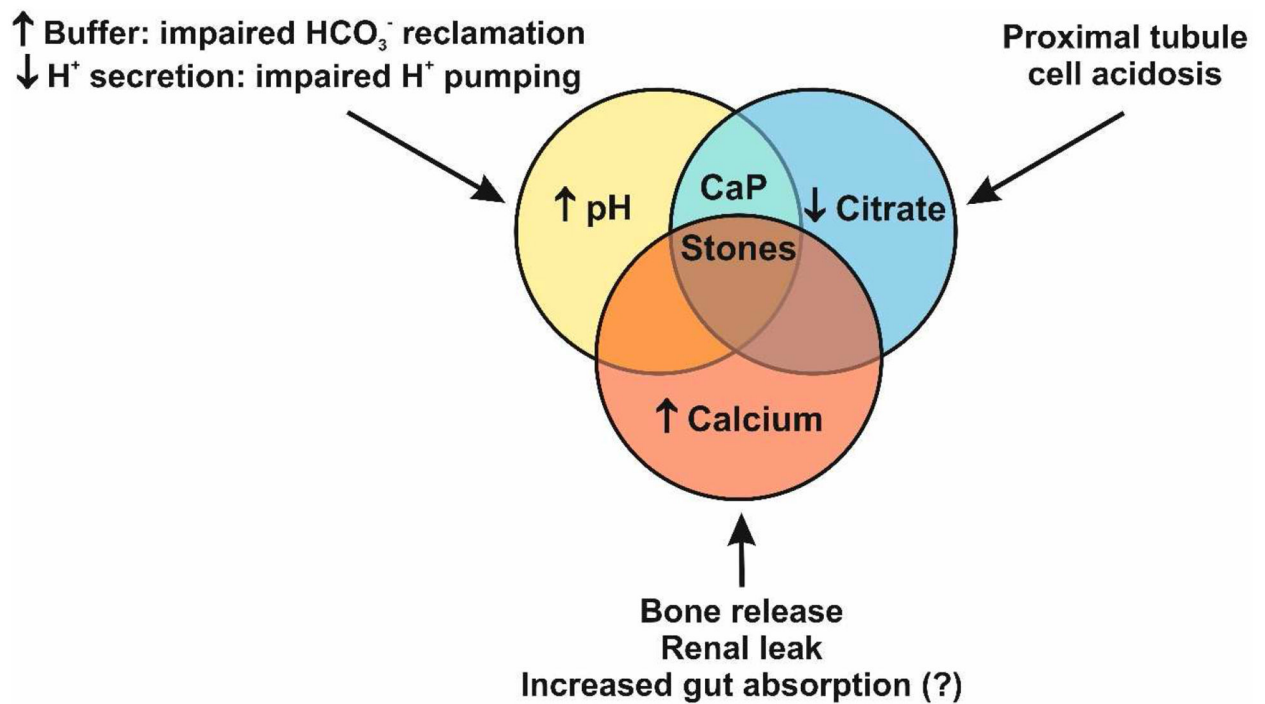 ↑ Buffer: impaired HCO₃⁻ reclamation
↓ H⁺ secretion: impaired H⁺ pumping
Proximal tubule
cell acidosis
↑ pH
CaP
Stones
↓ Citrate
↑ Calcium
Bone release
Renal leak
Increased gut absorption (?)